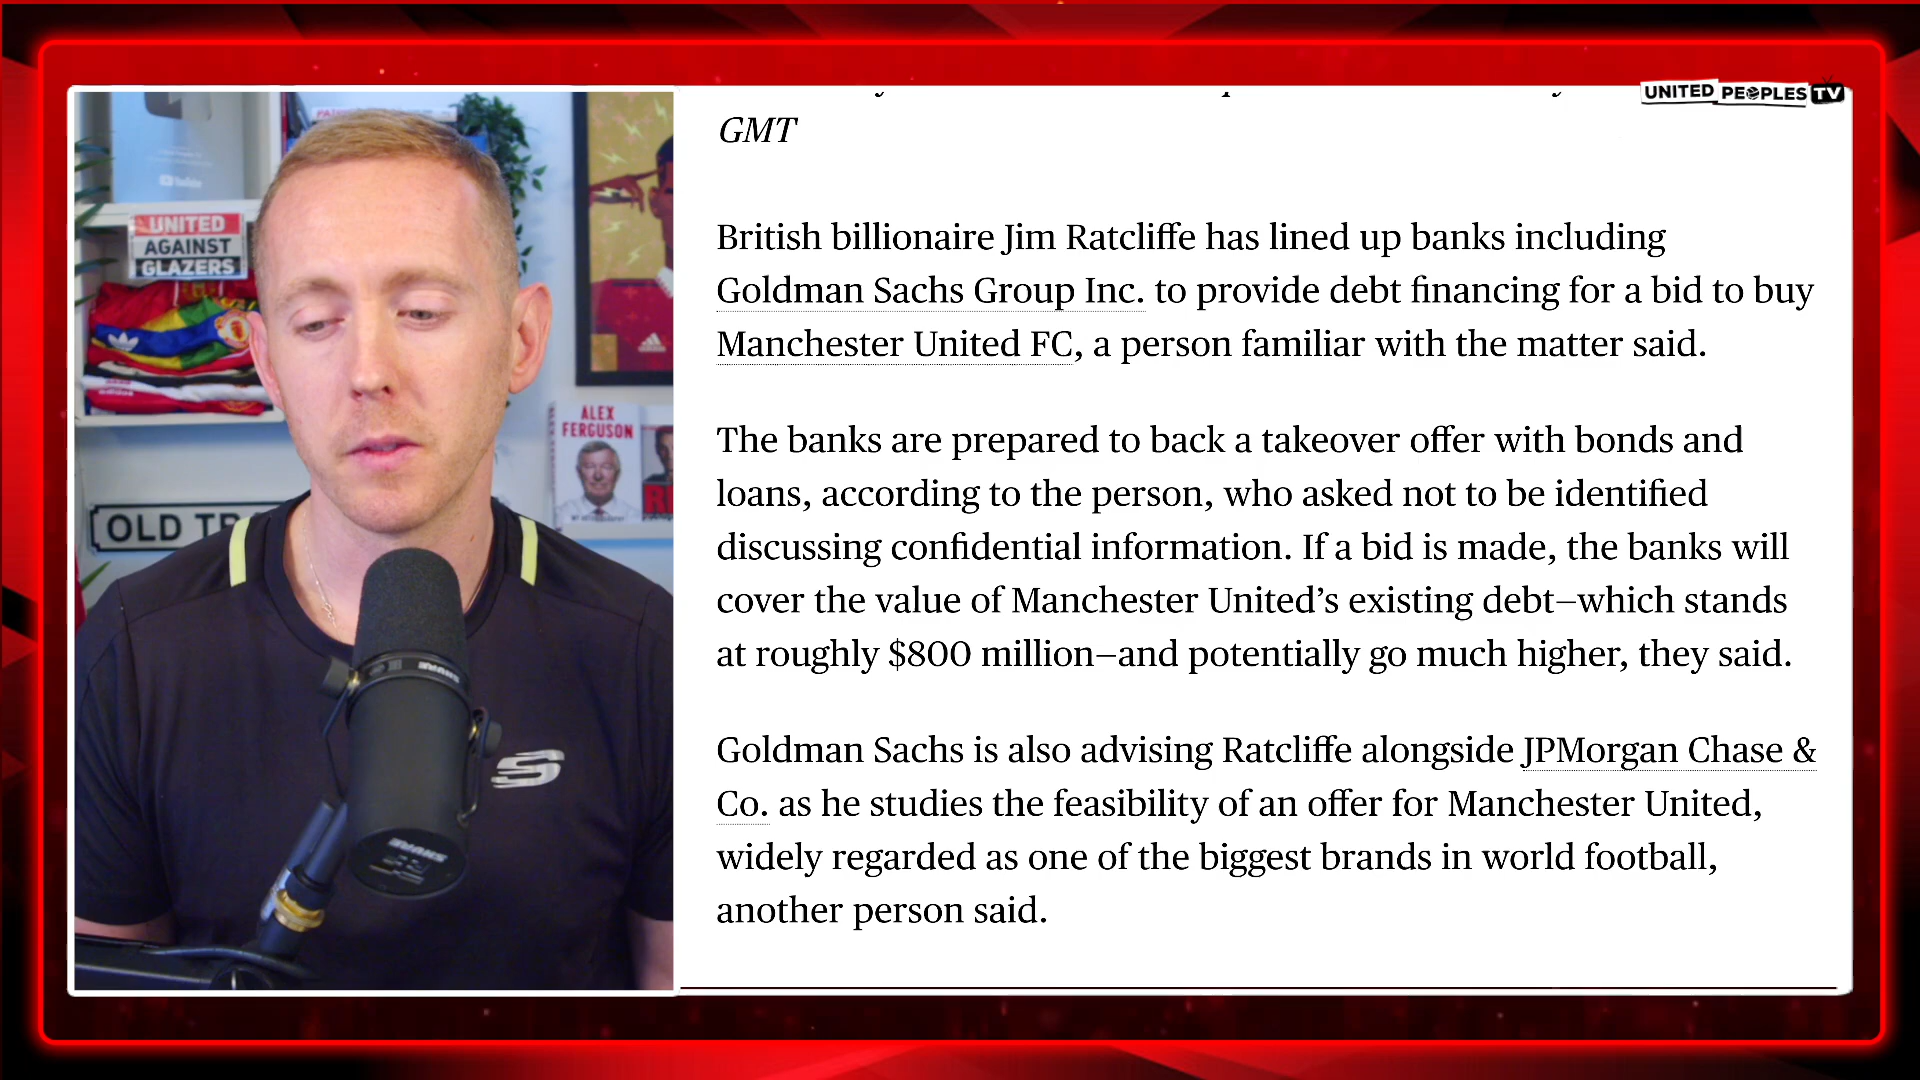 UNITED PEOPLES TV
GMT
British billionaire Jim Ratcliffe has lined up banks including
Goldman Sachs Group Inc. to provide debt financing for a bid to buy
Manchester United FC, a person familiar with the matter said.
The banks are prepared to back a takeover offer with bonds and
loans, according to the person, who asked not to be identified
discussing confidential information. If a bid is made, the banks will
cover the value of Manchester United’s existing debt—which stands
at roughly $800 million—and potentially go much higher, they said.
Goldman Sachs is also advising Ratcliffe alongside JPMorgan Chase &
Co. as he studies the feasibility of an offer for Manchester United,
widely regarded as one of the biggest brands in world football,
another person said.
YouTube
UNITED
AGAINST
GLAZERS
ALEX
FERGUSON
OLD TR
SHURE
SHURE